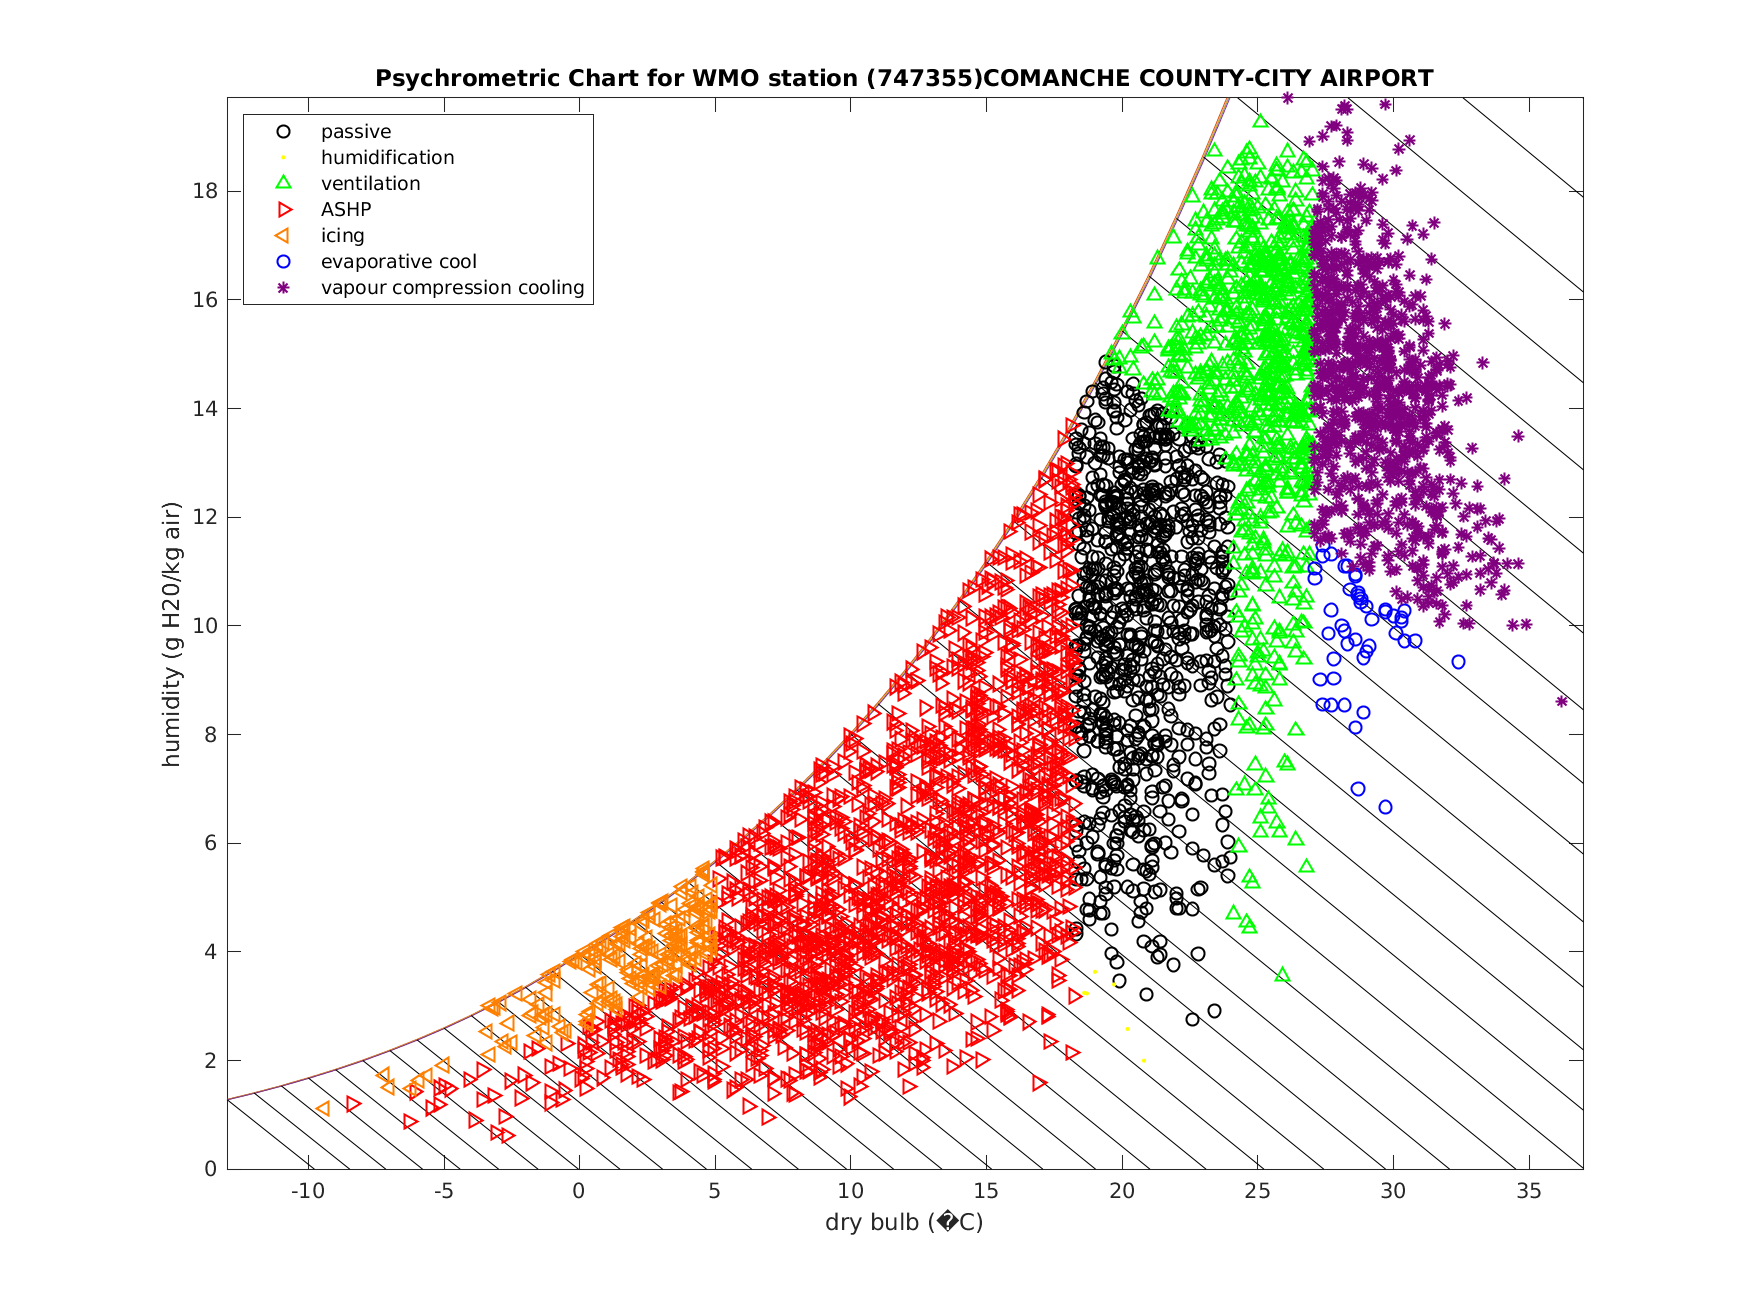 Psychrometric Chart for WMO station (747355)COMANCHE COUNTY-CITY AIRPORT
passive
humidification
ventilation
ASHP
icing
evaporative cool
vapour compression cooling
humidity (g H20/kg air)
18
16
14
12
10
8
6
4
2
0
-10 -5 0 5 10 15 20 25 30 35
dry bulb (�C)